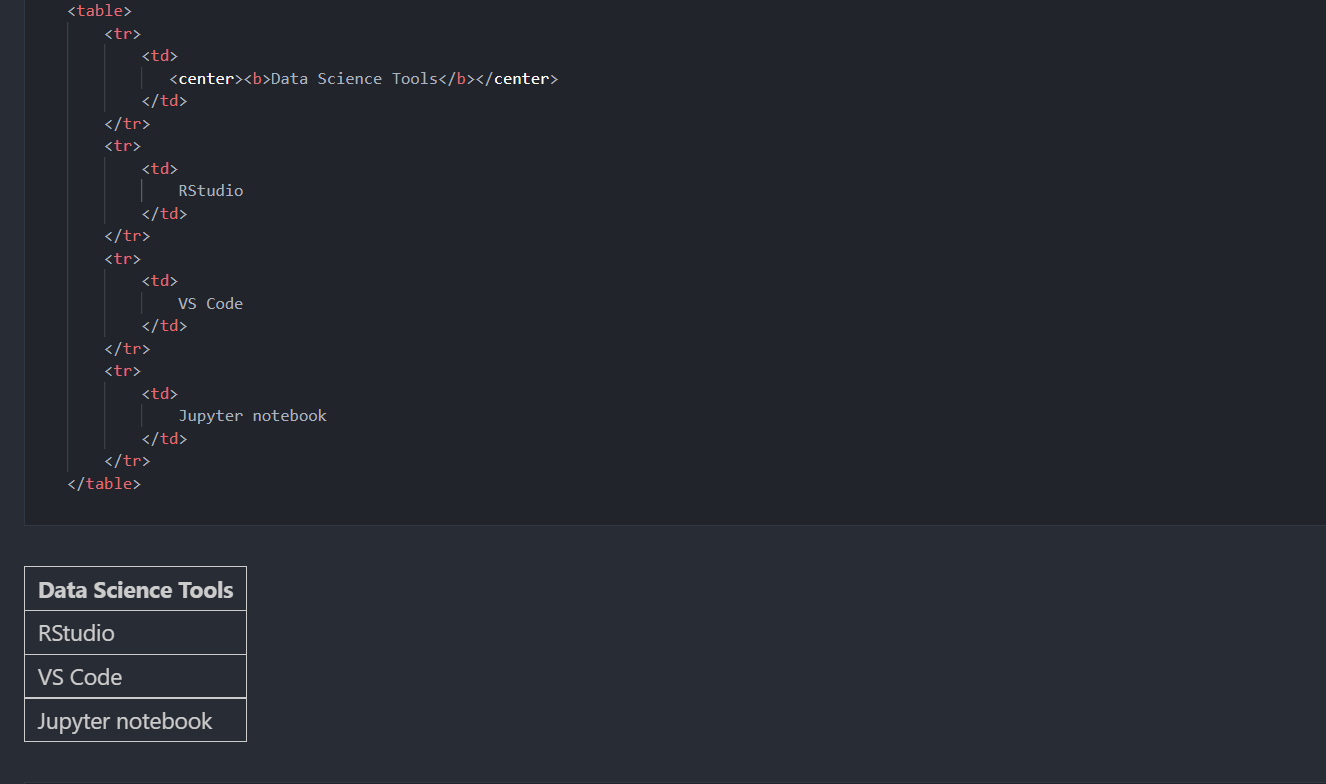 <table>
<tr>
<td>
<center><b>Data Science Tools</b></center>
</td>
</tr>
<tr>
<td>
RStudio
</td>
</tr>
<tr>
<td>
VS Code
</td>
</tr>
<tr>
<td>
Jupyter notebook
</td>
</tr>
</table>
Data Science Tools
RStudio
VS Code
Jupyter notebook